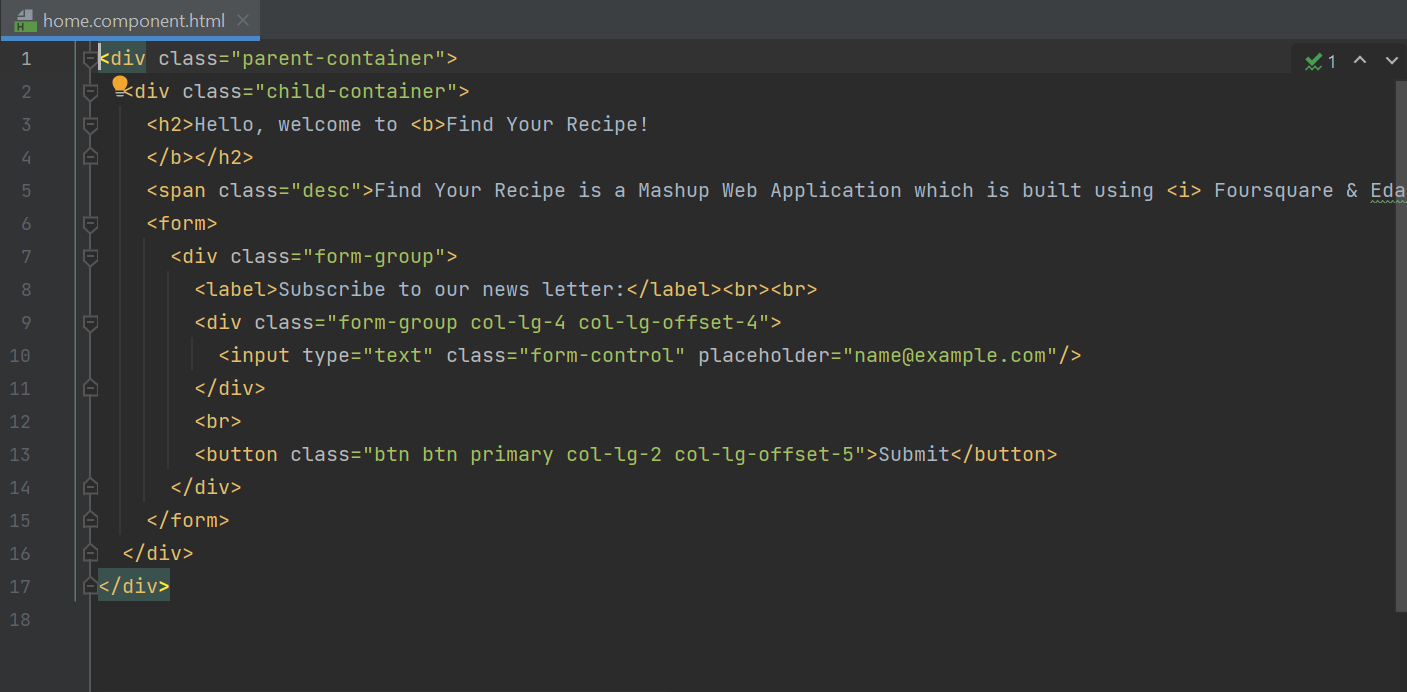 home.component.html
1
1 <div class="parent-container">
2 <div class="child-container">
3 <h2>Hello, welcome to <b>Find Your Recipe!
4 </b></h2>
5 <span class="desc">Find Your Recipe is a Mashup Web Application which is built using <i> Foursquare & Eda
6 <form>
7 <div class="form-group">
8 <label>Subscribe to our news letter:</label><br><br>
9 <div class="form-group col-lg-4 col-lg-offset-4">
10 <input type="text" class="form-control" placeholder="name@example.com"/>
11 </div>
12 <br>
13 <button class="btn btn primary col-lg-2 col-lg-offset-5">Submit</button>
14 </div>
15 </form>
16 </div>
17 </div>
18